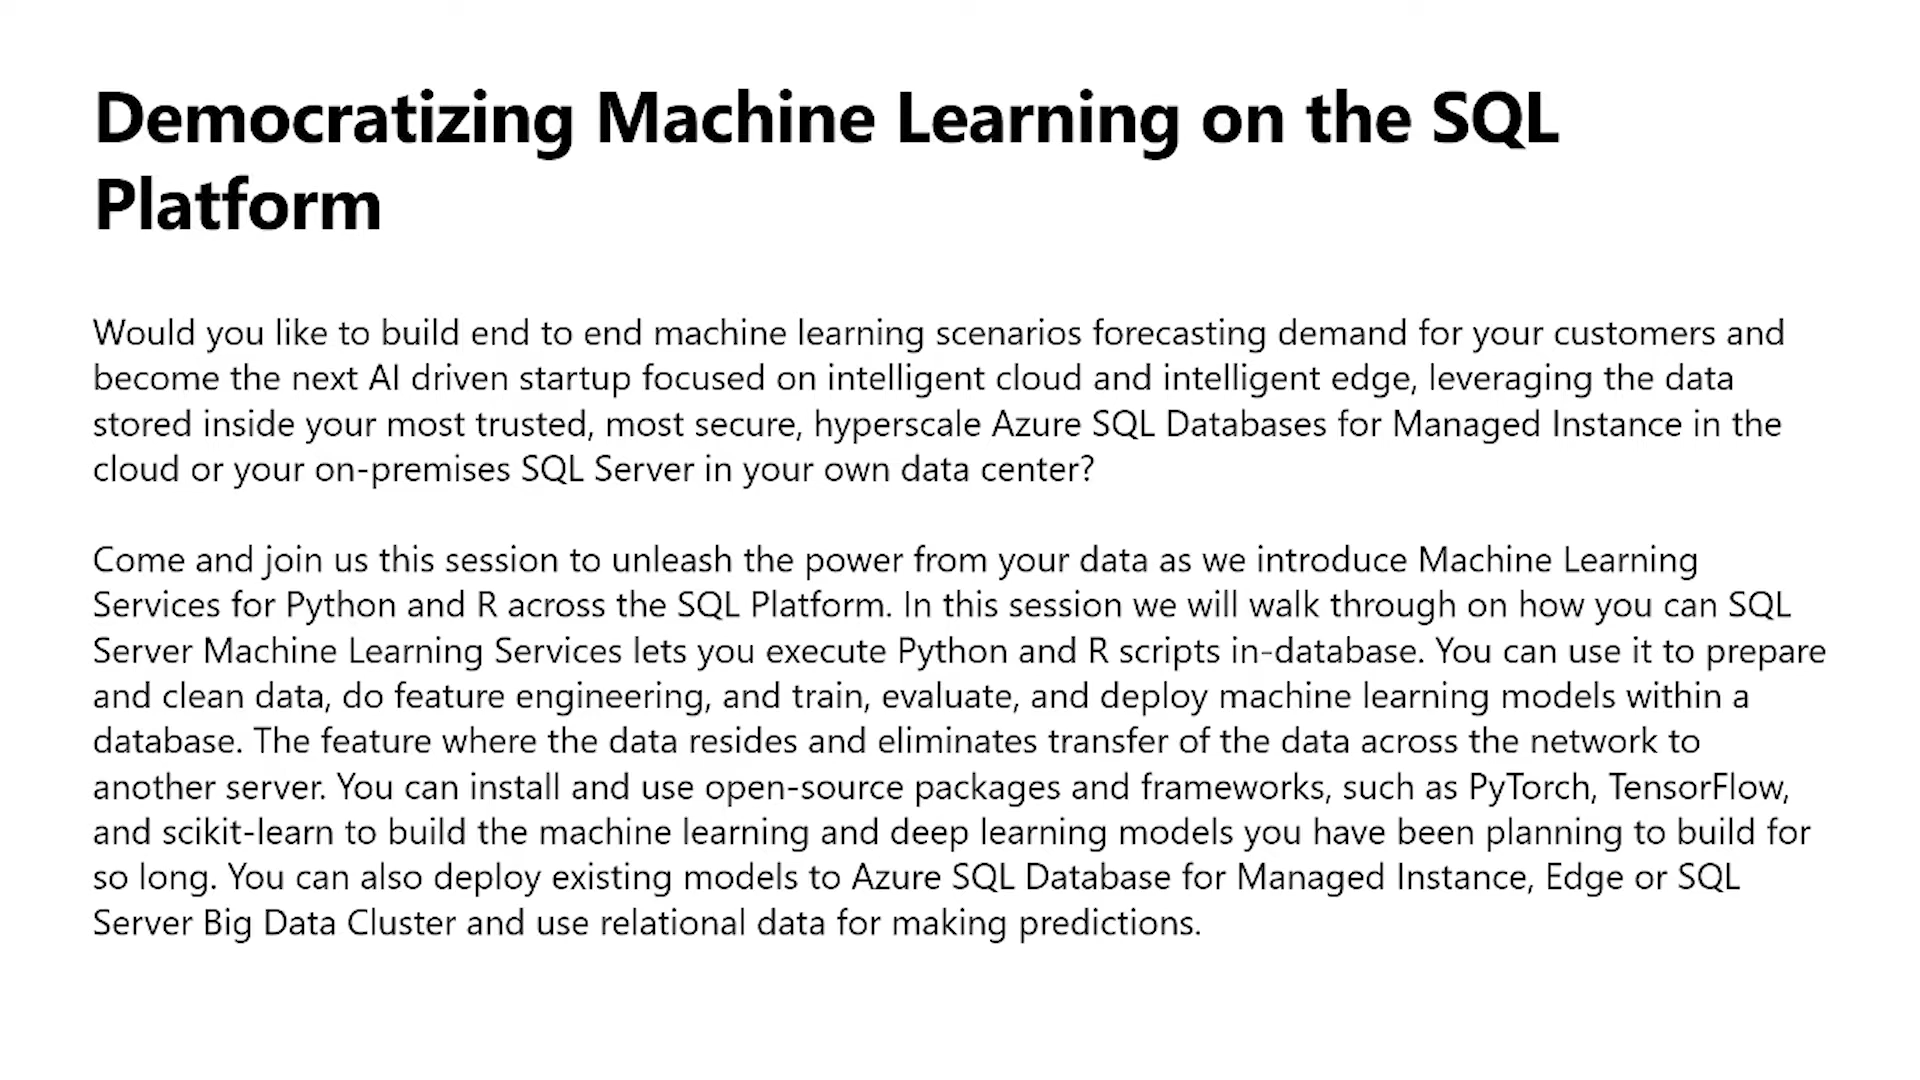 Democratizing Machine Learning on the SQL
Platform
Would you like to build end to end machine learning scenarios forecasting demand for your customers and
become the next AI driven startup focused on intelligent cloud and intelligent edge, leveraging the data
stored inside your most trusted, most secure, hyperscale Azure SQL Databases for Managed Instance in the
cloud or your on-premises SQL Server in your own data center?
Come and join us this session to unleash the power from your data as we introduce Machine Learning
Services for Python and R across the SQL Platform. In this session we will walk through on how you can SQL
Server Machine Learning Services lets you execute Python and R scripts in-database. You can use it to prepare
and clean data, do feature engineering, and train, evaluate, and deploy machine learning models within a
database. The feature where the data resides and eliminates transfer of the data across the network to
another server. You can install and use open-source packages and frameworks, such as PyTorch, TensorFlow,
and scikit-learn to build the machine learning and deep learning models you have been planning to build for
so long. You can also deploy existing models to Azure SQL Database for Managed Instance, Edge or SQL
Server Big Data Cluster and use relational data for making predictions.